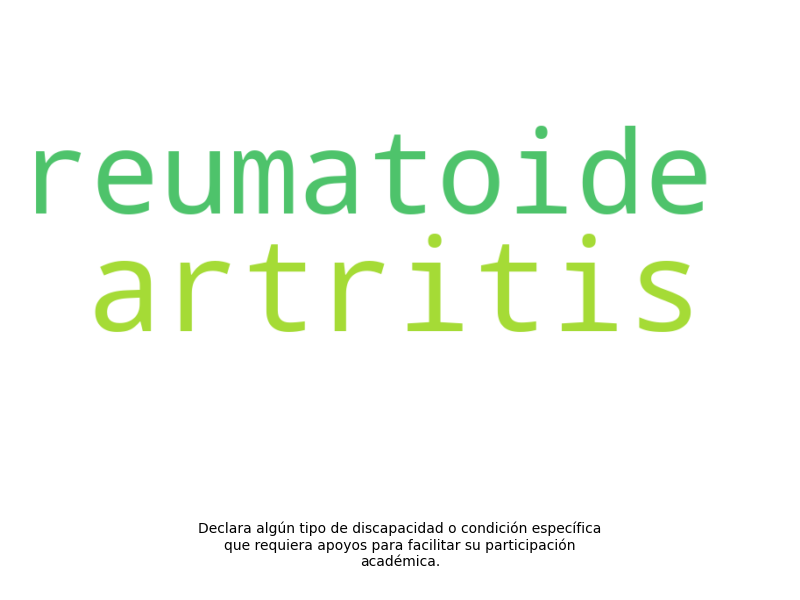 reumatoide
artritis
Declara algún tipo de discapacidad o condición específica
que requiera apoyos para facilitar su participación
académica.